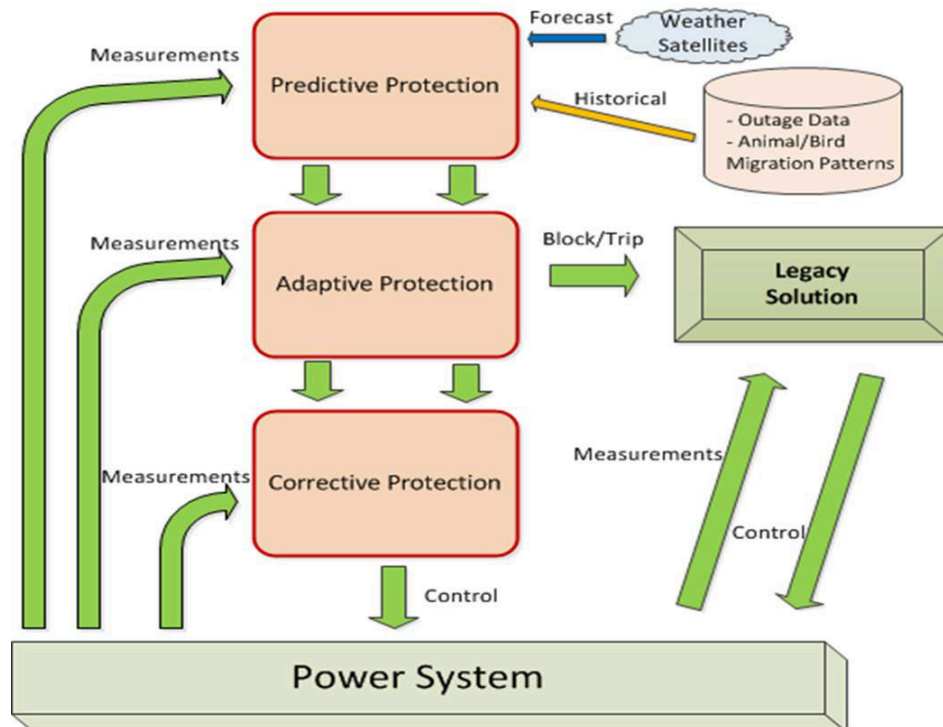 Forecast
Weather
Satellites
Measurements
Predictive Protection
Historical
- Outage Data
- Animal/Bird
Migration Patterns
Measurements
Adaptive Protection
Block/Trip
Legacy
Solution
Measurements
Corrective Protection
Measurements
Control
Control
Power System